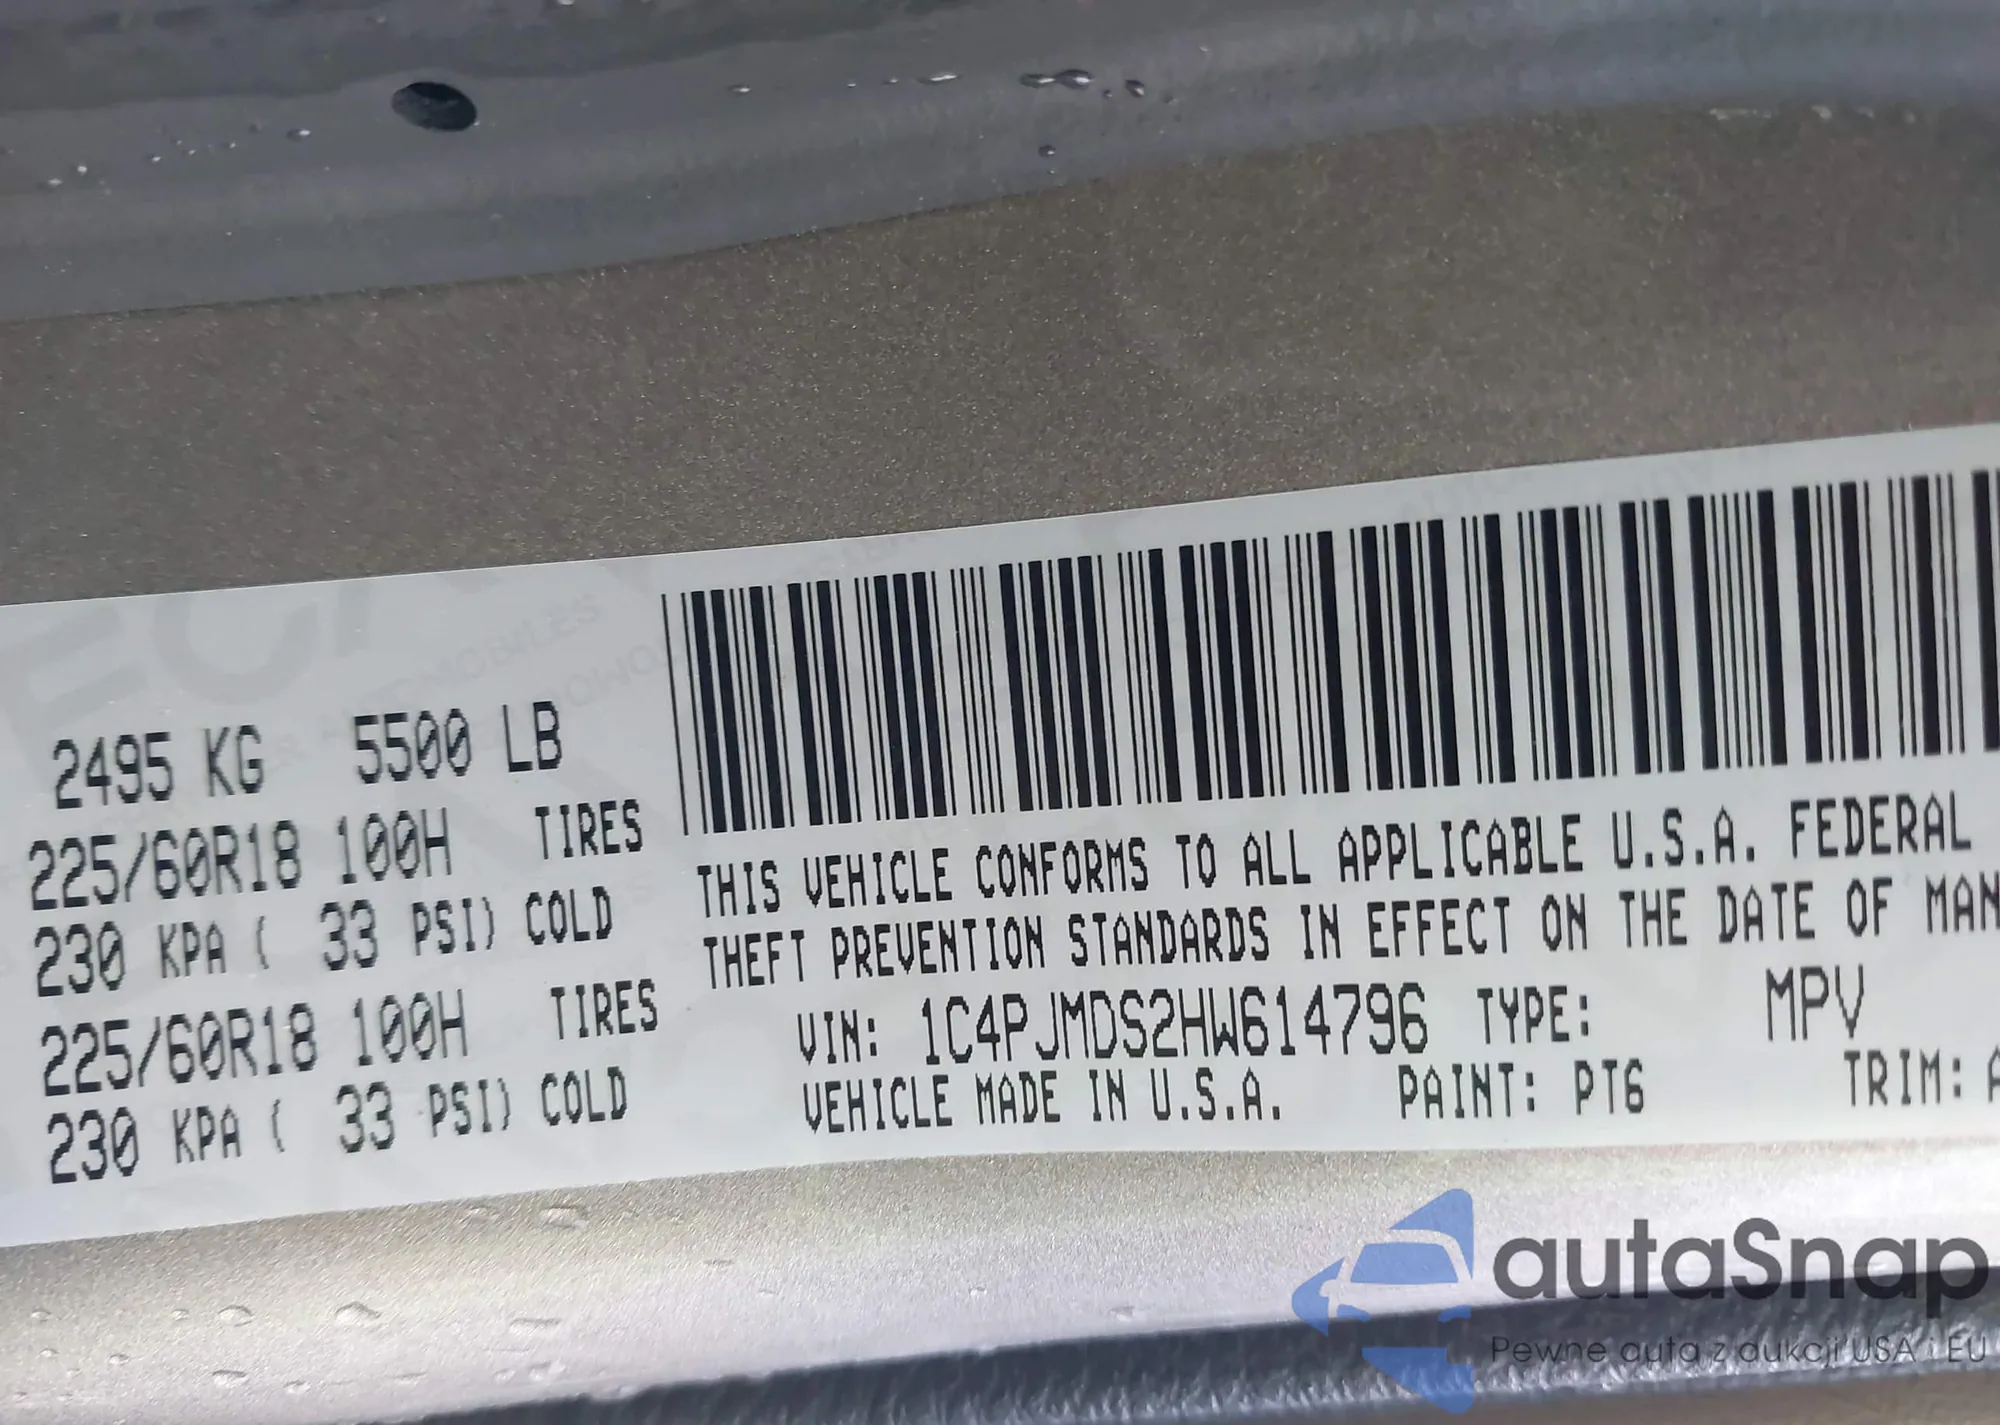 2495 KG 5500 LB
225/60R18 100H TIRES
230 KPA ( 33 PSI) COLD
225/60R18 100H TIRES
230 KPA ( 33 PSI) COLD
THIS VEHICLE CONFORMS TO ALL APPLICABLE U.S.A. FEDERAL
THEFT PREVENTION STANDARDS IN EFFECT ON THE DATE OF MAN
VIN: 1C4PJMDS2HW614796 TYPE: MPV
VEHICLE MADE IN U.S.A. PAINT: PT6 TRIM: A
autaSnap
Pewne auta z aukcji USA i EU